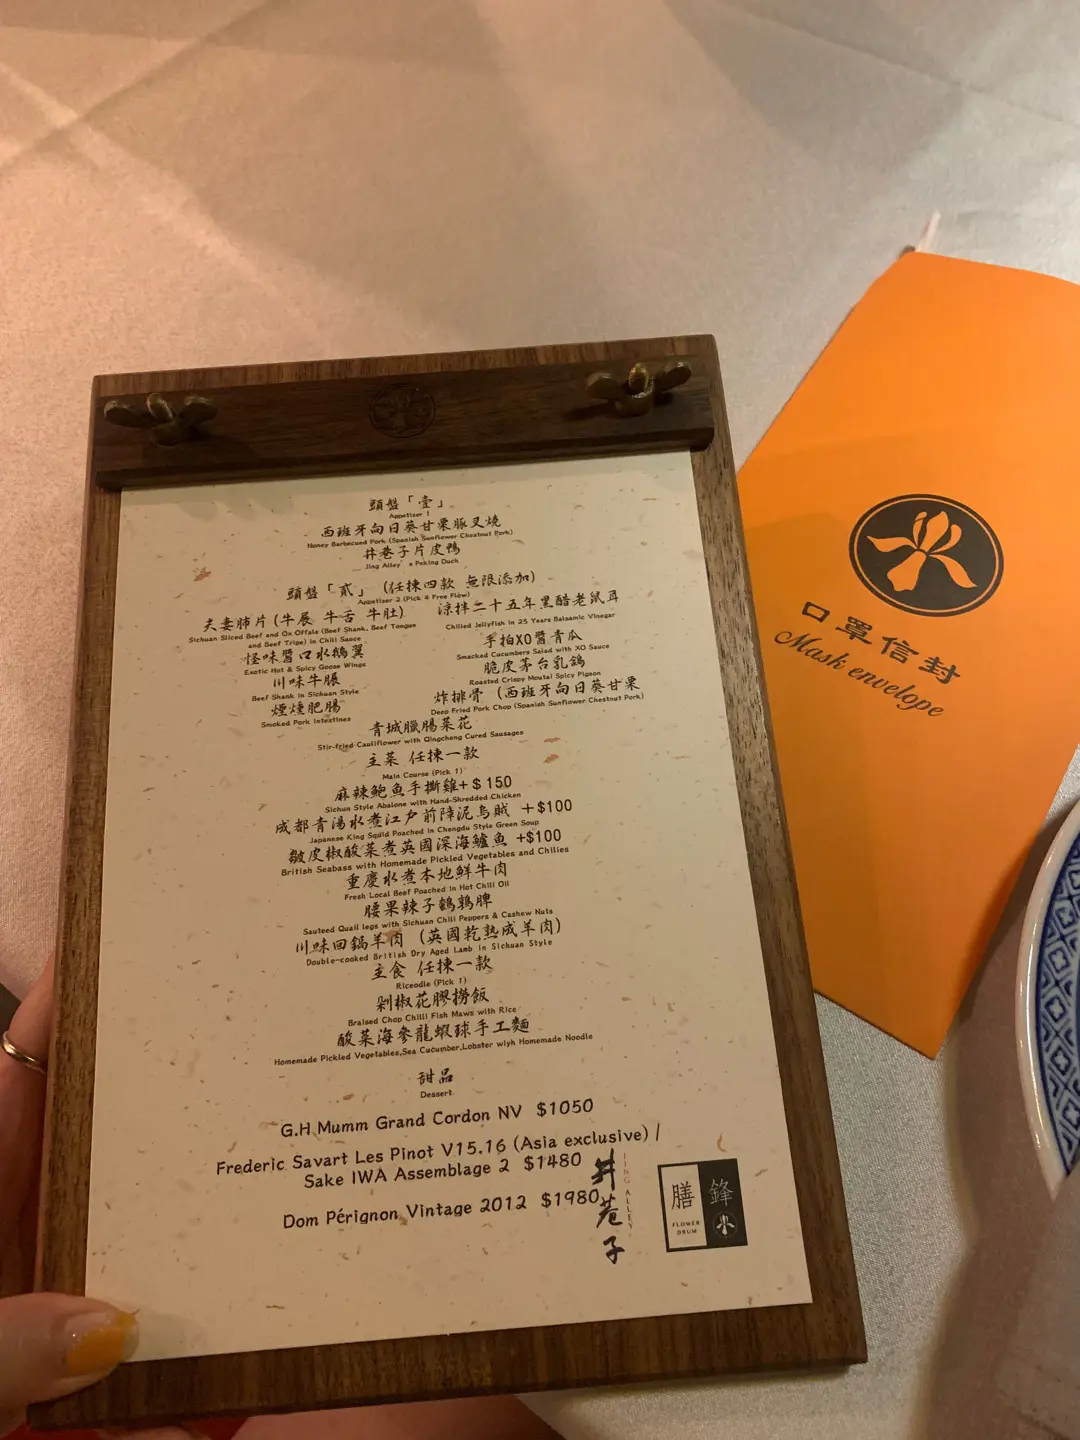 頭盤「壹」
Appetizer 1
西班牙向日葵甘栗豚叉燒
Honey Barbecued Pork (Spanish Sunflower Chestnut Pork)
井巷子片皮鴨
Jing Alley's Peking Duck
頭盤「貳」 (任揀四款 無限添加)
Appetizer 2 (Pick 4 Free Flow)
夫妻肺片 (牛展 牛舌 牛肚)
Sichuan Sliced Beef and Ox Offals (Beef Shank, Beef Tongue
and Beef Tripe) in Chili Sauce
怪味醬口水鵝翼
Exotic Hot & Spicy Goose Wings
川味牛脹
Beef Shank in Sichuan Style
煙燻肥腸
Smoked Pork Intestines
涼拌二十五年黑醋老鼠耳
Chilled Jellyfish in 25 Years Balsamic Vinegar
手拍XO醬青瓜
Smacked Cucumbers Salad with XO Sauce
脆皮茅台乳鴿
Roasted Crispy Moutai Spicy Pigeon
炸排骨 (西班牙向日葵甘栗
Deep Fried Pork Chop (Spanish Sunflower Chestnut Pork)
青城臘腸菜花
Stir-fried Cauliflower with Qingcheng Cured Sausages
主菜 任揀一款
Main Course (Pick 1)
麻辣鮑魚手撕雞+$150
Sichun Style Abalone with Hand-Shredded Chicken
成都青湯水煮江戶前障泥烏賊 +$100
Japanese King Squid Poached in Chengdu Style Green Soup
皺皮椒酸菜煮英國深海鱸魚 +$100
British Seabass with Homemade Pickled Vegetables and Chilies
重慶水煮本地鮮牛肉
Fresh Local Beef Poached in Hot Chili Oil
腰果辣子鵪鶉脾
Sauteed Quail legs with Sichuan Chili Peppers & Cashew Nuts
川味回鍋羊肉 (英國乾熟成羊肉)
Double-cooked British Dry Aged Lamb in Sichuan Style
主食 任揀一款
Riceodle (Pick 1)
剁椒花膠撈飯
Braised Chop Chilli Fish Maws with Rice
酸菜海參龍蝦球手工麵
Homemade Pickled Vegetables,Sea Cucumber,Lobster wiyh Homemade Noodle
甜品
Dessert
G.H Mumm Grand Cordon NV $1050
Frederic Savart Les Pinot V15.16 (Asia exclusive) /
Sake IWA Assemblage 2 $1480
Dom Pérignon Vintage 2012 $1980
井巷子
JING ALLEY
膳鋒
FLOWER
DRUM
口罩信封
Mask envelope